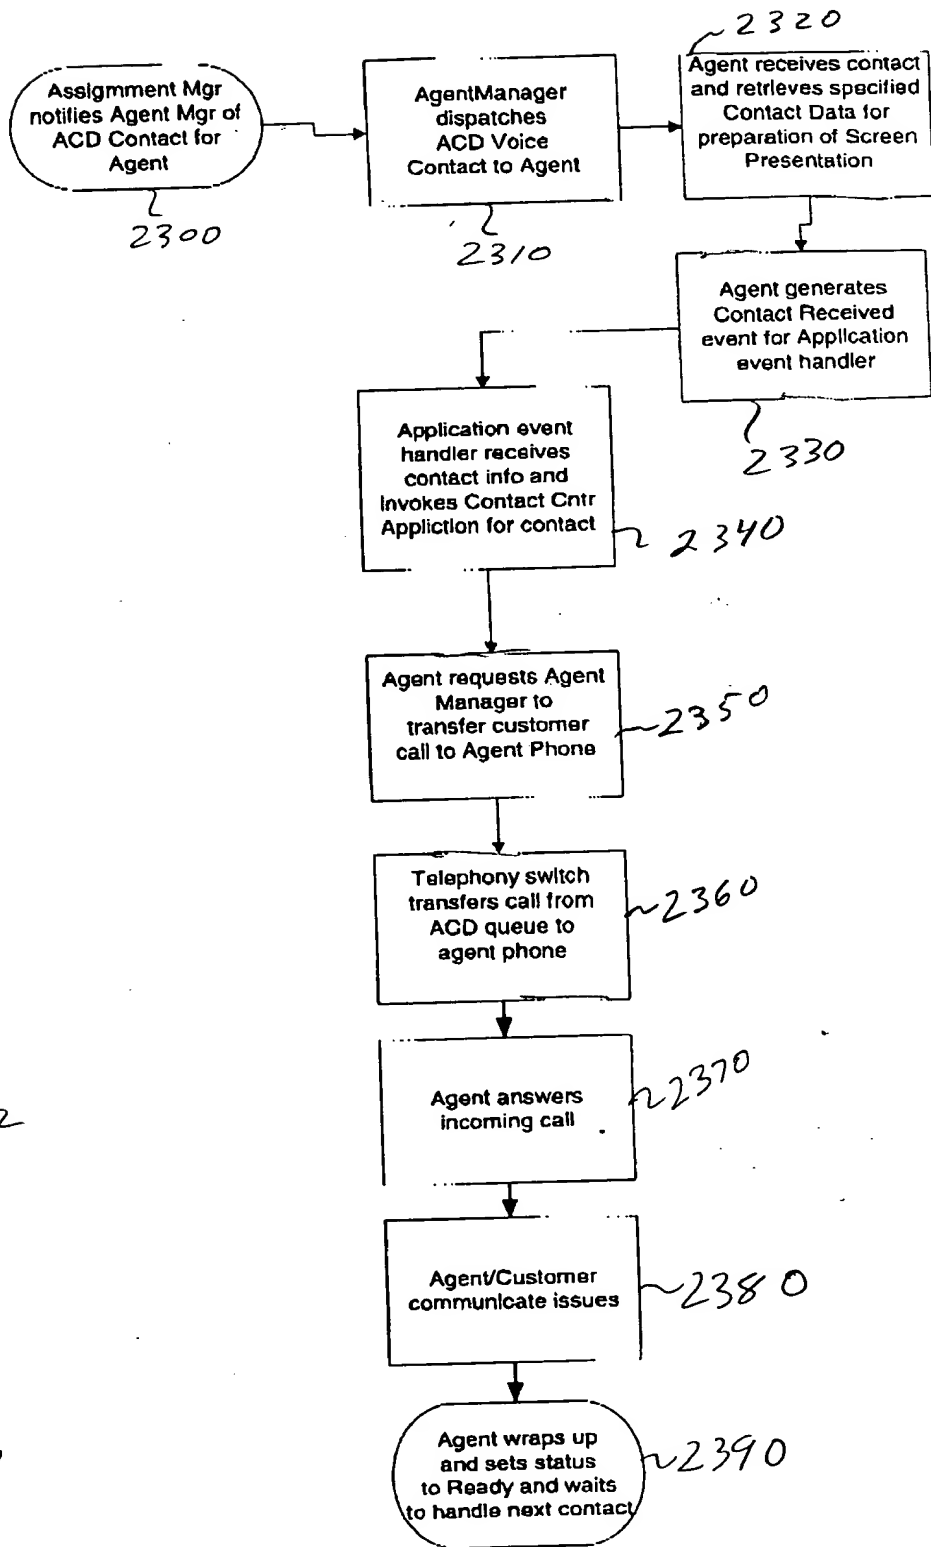 2320
Assignment Mgr
notifies Agent Mgr of
ACD Contact for
Agent
2300
AgentManager
dispatches
ACD Voice
Contact to Agent
2310
Agent receives contact
and retrieves specified
Contact Data for
preparation of Screen
Presentation
Agent generates
Contact Received
event for Application
event handler
2330
Application event
handler receives
contact info and
Invokes Contact Cntr
Appliction for contact
2340
Agent requests Agent
Manager to
transfer customer
call to Agent Phone
2350
Telephony switch
transfers call from
ACD queue to
agent phone
2360
Agent answers
incoming call
2370
Agent/Customer
communicate issues
2380
Agent wraps up
and sets status
to Ready and waits
to handle next contact
2390